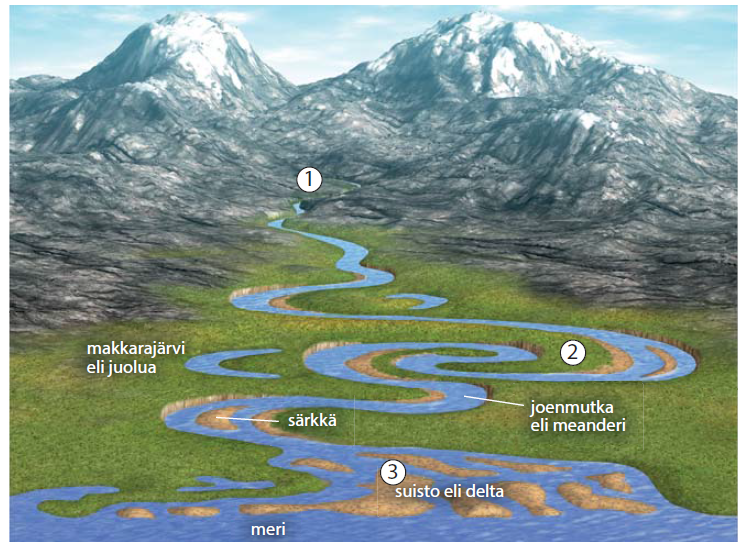 1
makkarajärvi
eli juolua
2
joenmutka
eli meanderi
särkkä
3
suisto eli delta
meri